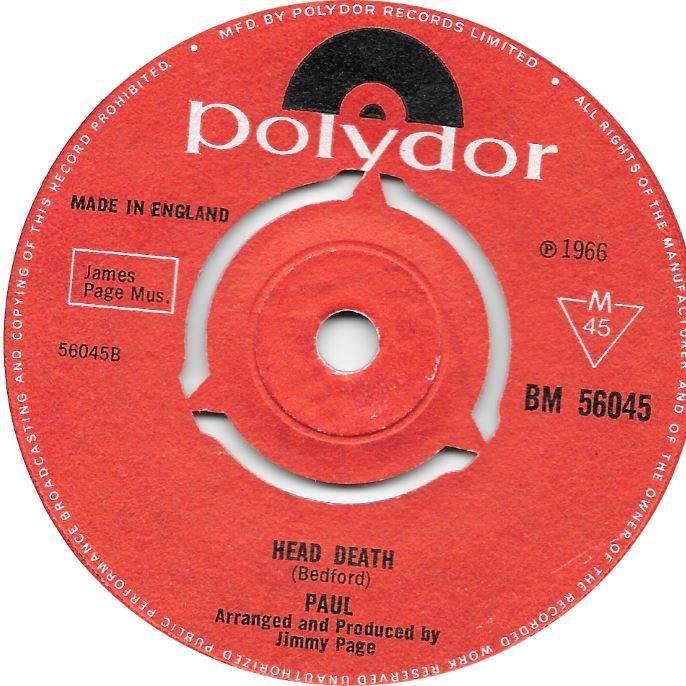 MFD. BY POLYDOR RECORDS LIMITED • ALL RIGHTS OF THE MANUFACTURER AND OF THE OWNER OF THE RECORDED WORK RESERVED UNAUTHORIZED PUBLIC PERFORMANCE BROADCASTING AND COPYING OF THIS RECORD PROHIBITED. •
polydor
MADE IN ENGLAND
℗ 1966
James
Page Mus.
M
45
56045B
BM 56045
HEAD DEATH
(Bedford)
PAUL
Arranged and Produced by
Jimmy Page